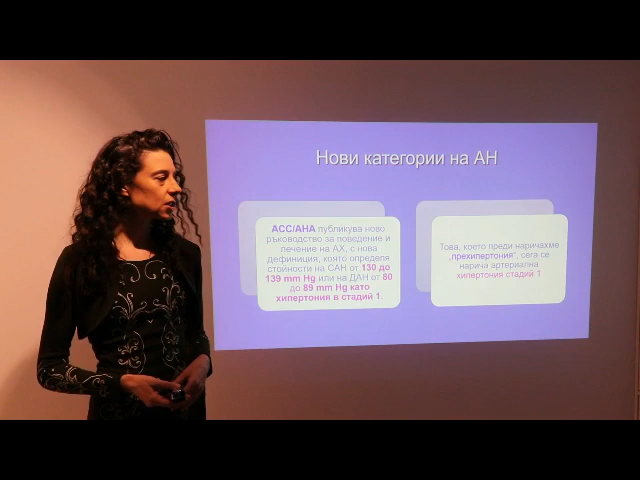 Нови категории на АН
ACC/AHA публикува ново
ръководство за поведение и
лечение на АХ, с нова
дефиниция, която определя
стойности на САН от 130 до
139 mm Hg или на ДАН от 80
до 89 mm Hg като
хипертония в стадий 1.
Това, което преди наричахме
„прехипертония“, сега се
нарича артериална
хипертония стадий 1